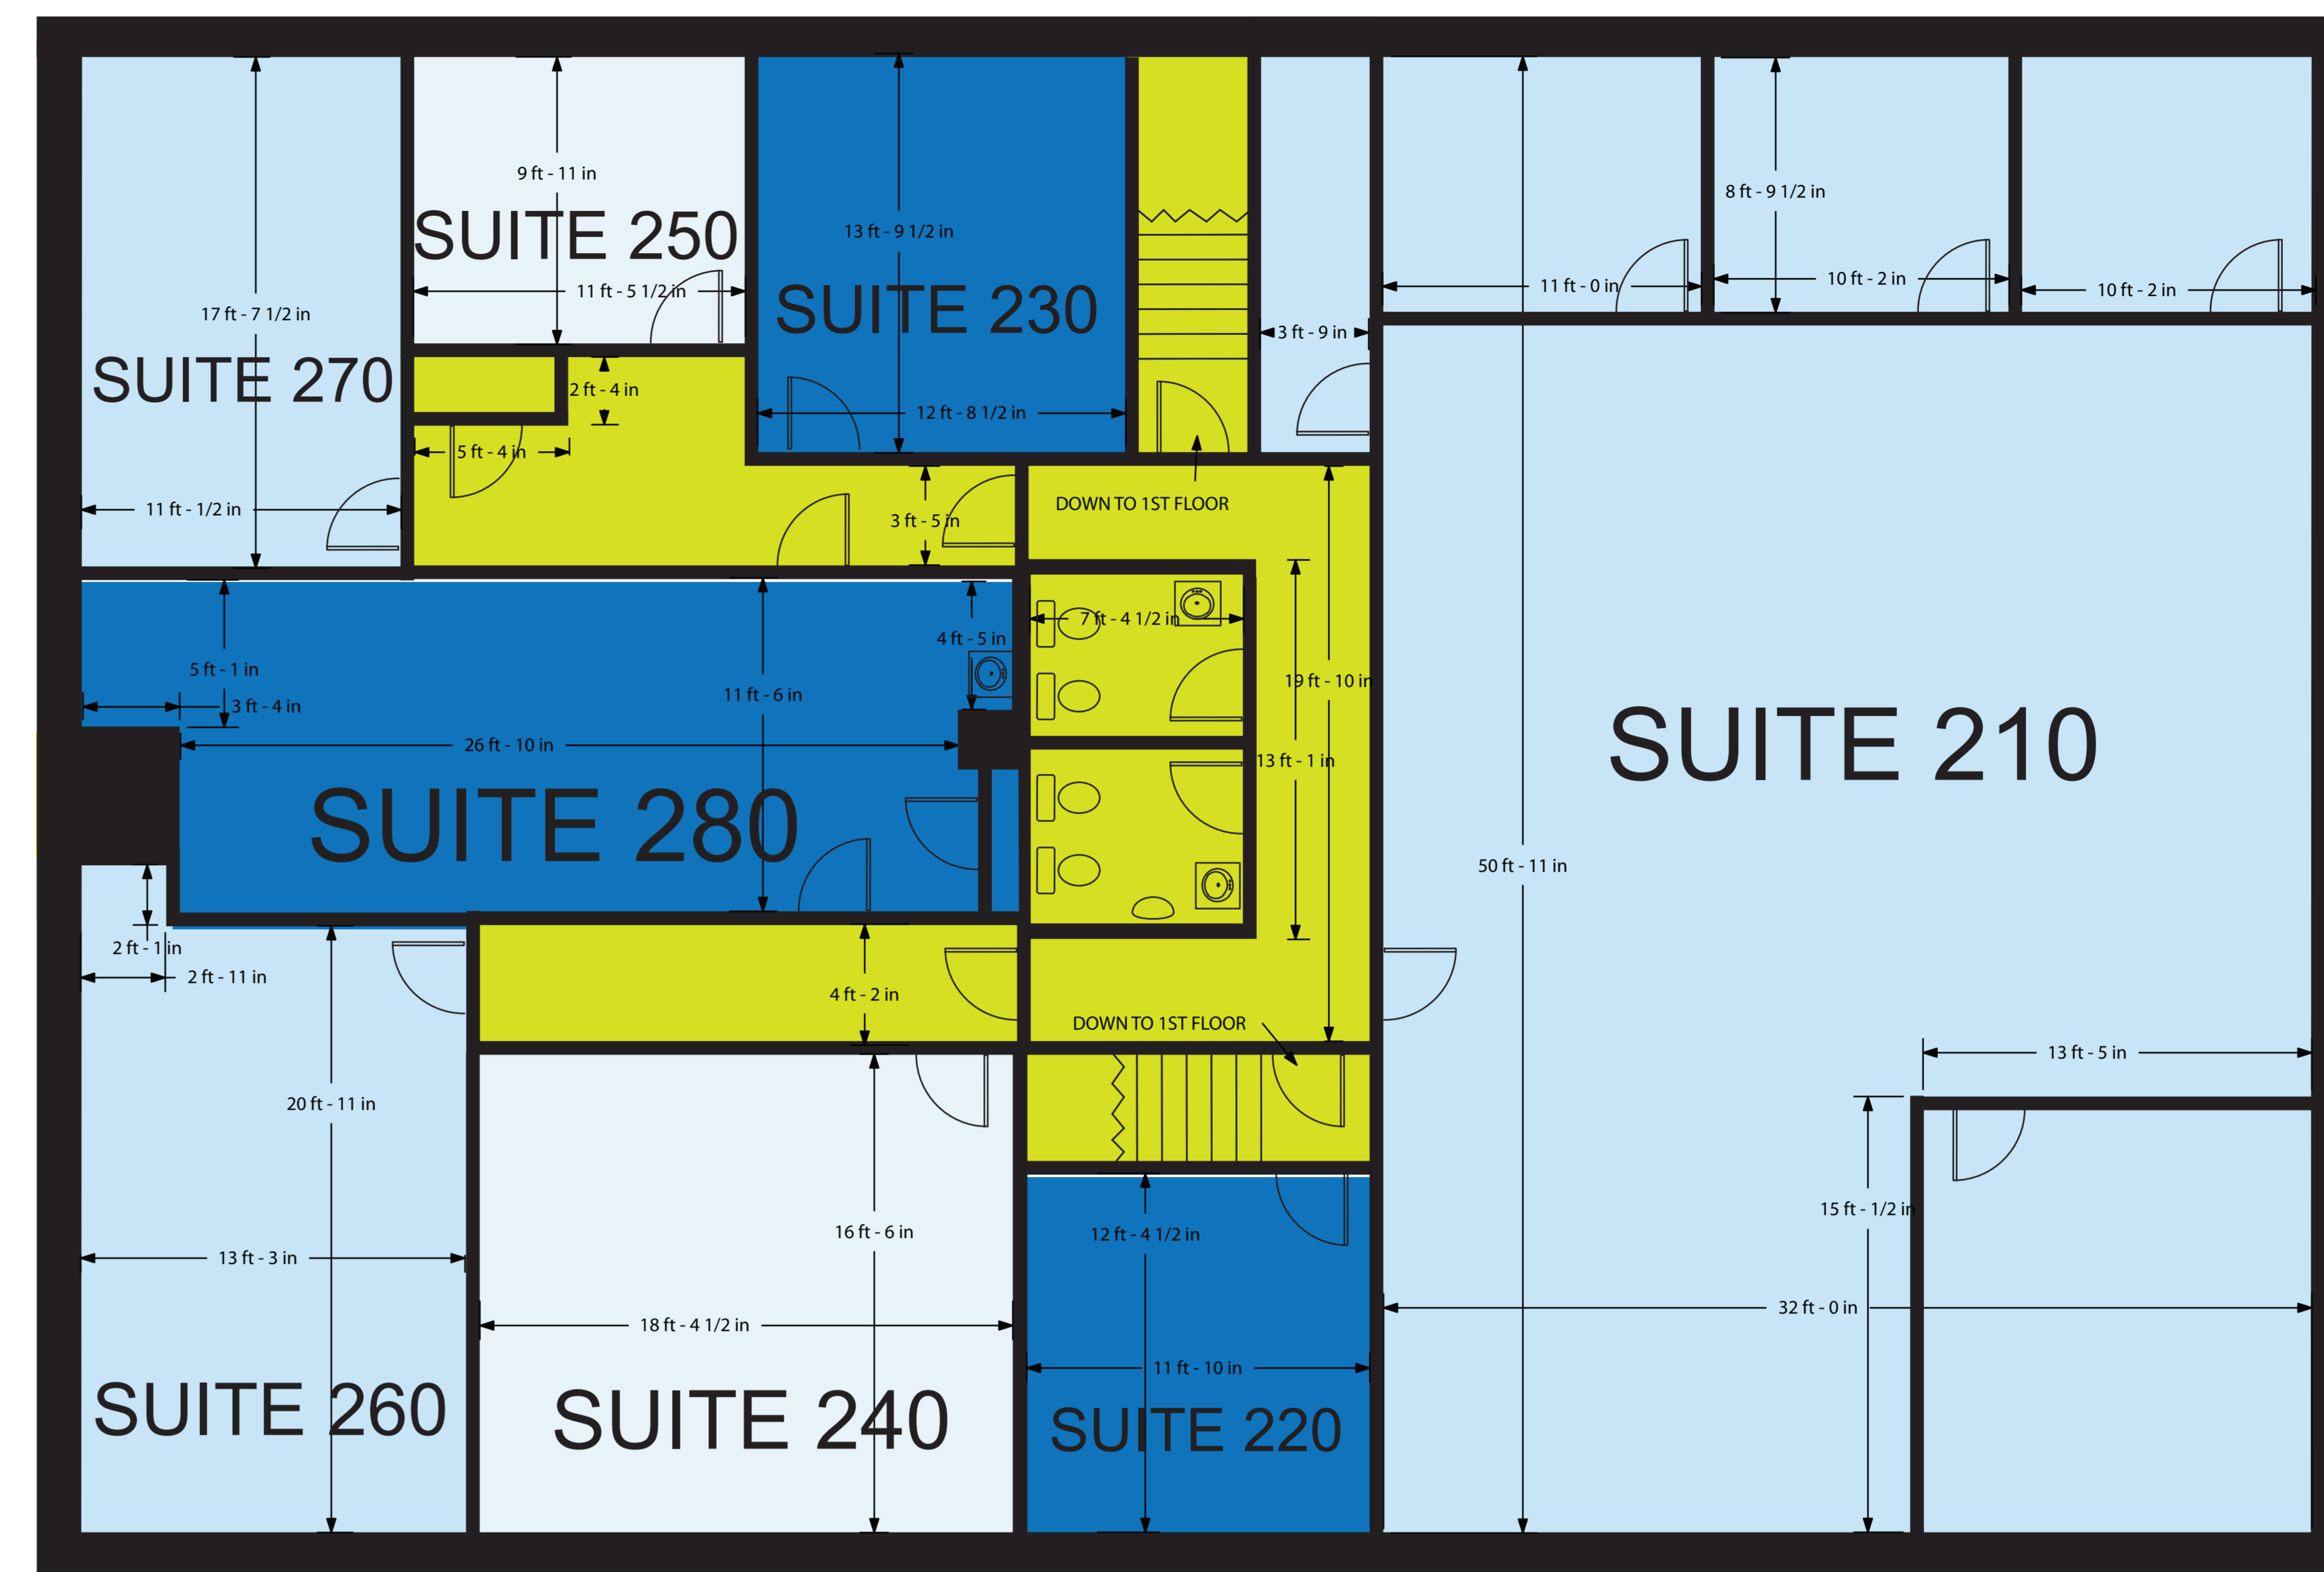 9 ft - 11 in
8 ft - 9 1/2 in
SUITE 250
13 ft - 9 1/2 in
11 ft - 5 1/2 in
11 ft - 0 in
10 ft - 2 in
10 ft - 2 in
17 ft - 7 1/2 in
SUITE 230
3 ft - 9 in
SUITE 270
2 ft - 4 in
12 ft - 8 1/2 in
5 ft - 4 in
11 ft - 1/2 in
3 ft - 5 in
DOWN TO 1ST FLOOR
7 ft - 4 1/2 in
4 ft - 5 in
5 ft - 1 in
11 ft - 6 in
19 ft - 10 in
3 ft - 4 in
26 ft - 10 in
13 ft - 1 in
SUITE 210
SUITE 280
50 ft - 11 in
2 ft - 1 in
2 ft - 11 in
4 ft - 2 in
DOWN TO 1ST FLOOR
13 ft - 5 in
20 ft - 11 in
15 ft - 1/2 in
16 ft - 6 in
12 ft - 4 1/2 in
13 ft - 3 in
32 ft - 0 in
18 ft - 4 1/2 in
11 ft - 10 in
SUITE 260
SUITE 240
SUITE 220